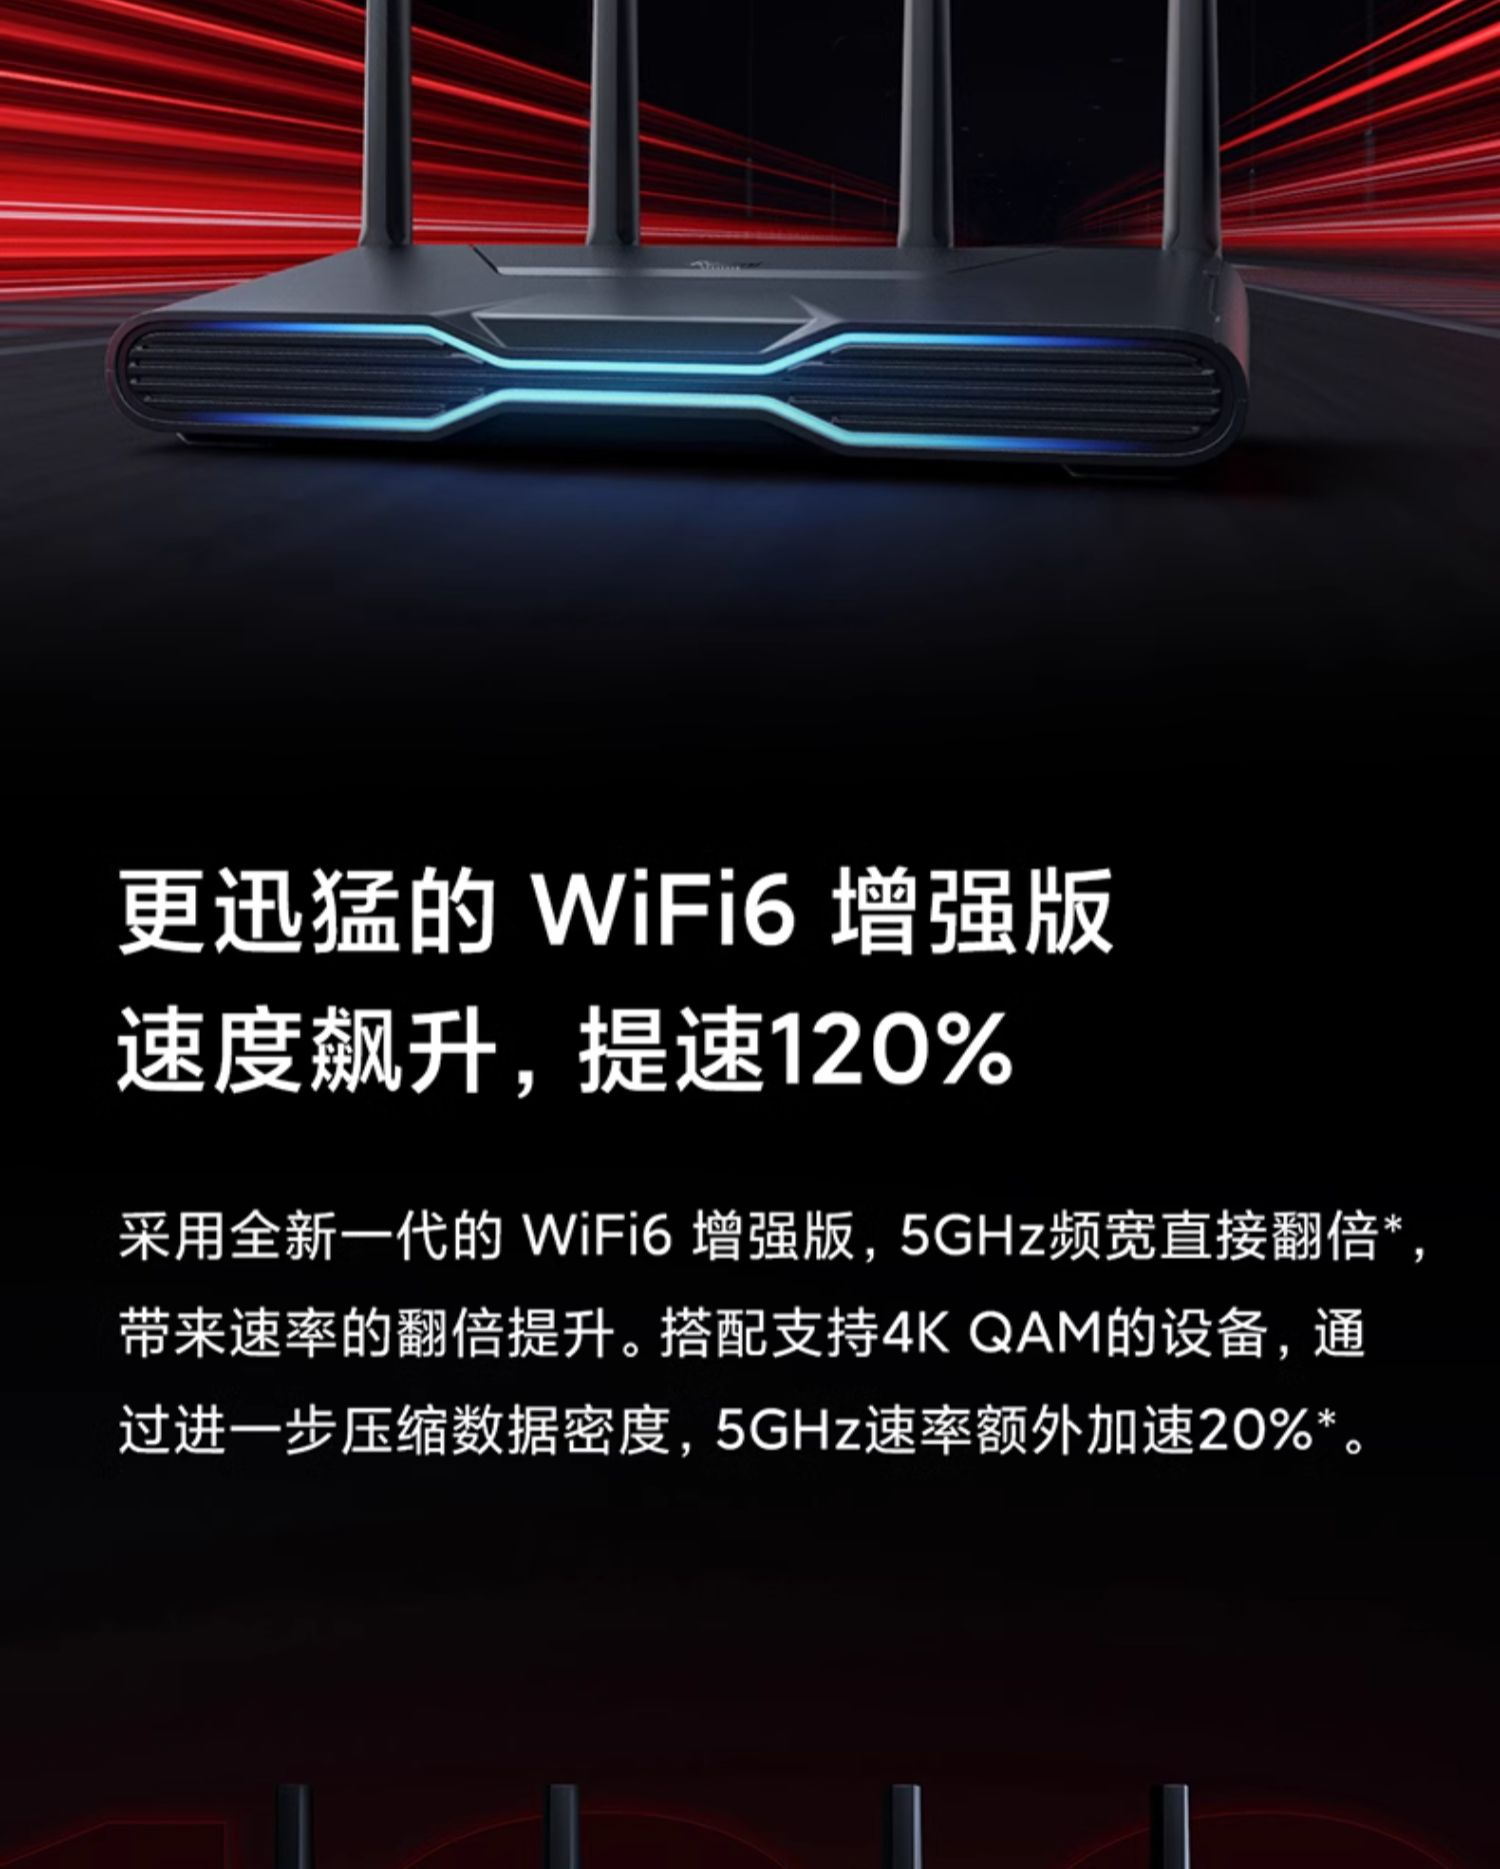 更迅猛的 WiFi6 增强版
速度飙升，提速120%
采用全新一代的 WiFi6 增强版，5GHz频宽直接翻倍*，
带来速率的翻倍提升。搭配支持4K QAM的设备，通
过进一步压缩数据密度，5GHz速率额外加速20%*。